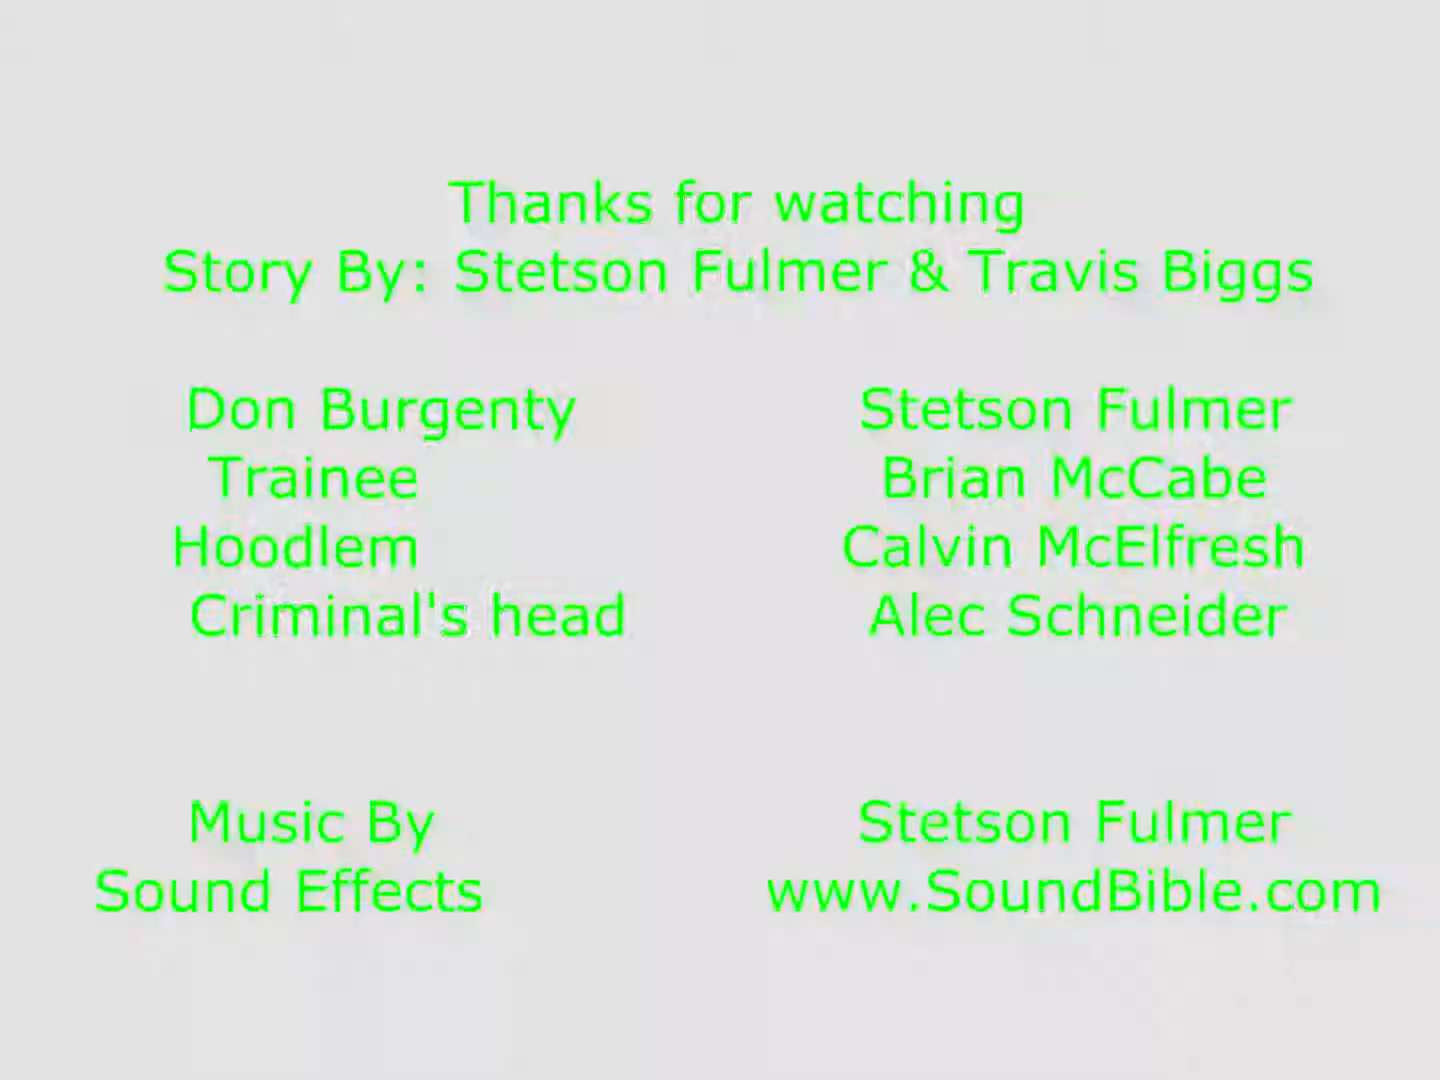 Thanks for watching
Story By: Stetson Fulmer & Travis Biggs
Don Burgenty Stetson Fulmer
Trainee Brian McCabe
Hoodlem Calvin McElfresh
Criminal's head Alec Schneider
Music By Stetson Fulmer
Sound Effects www.SoundBible.com